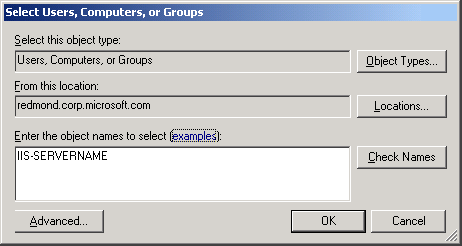 Select Users, Computers, or Groups
Select this object type:
Users, Computers, or Groups
Object Types...
From this location:
redmond.corp.microsoft.com
Locations...
Enter the object names to select (examples):
IIS-SERVERNAME
Check Names
Advanced...
OK
Cancel